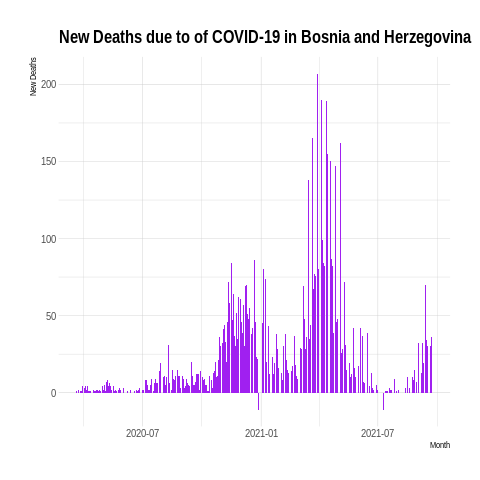 New Deaths due to of COVID-19 in Bosnia and Herzegovina
New Deaths
200
150
100
50
0
2020-07 2021-01 2021-07
Month